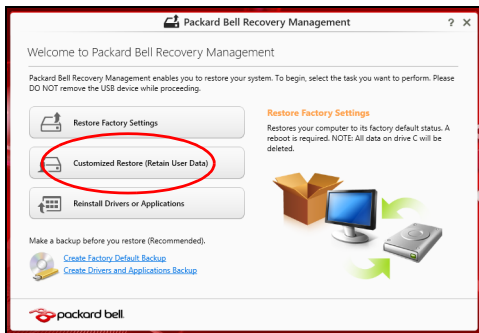 Packard Bell Recovery Management
? X
Welcome to Packard Bell Recovery Management
Packard Bell Recovery Management enables you to restore your system. To begin, select the task you want to perform. Please
DO NOT remove the USB device while proceeding.
Restore Factory Settings
Customized Restore (Retain User Data)
Reinstall Drivers or Applications
Restore Factory Settings
Restores your computer to its factory default status. A
reboot is required. NOTE: All data on drive C will be
deleted.
Make a backup before you restore (Recommended).
Create Factory Default Backup
Create Drivers and Applications Backup
packard bell